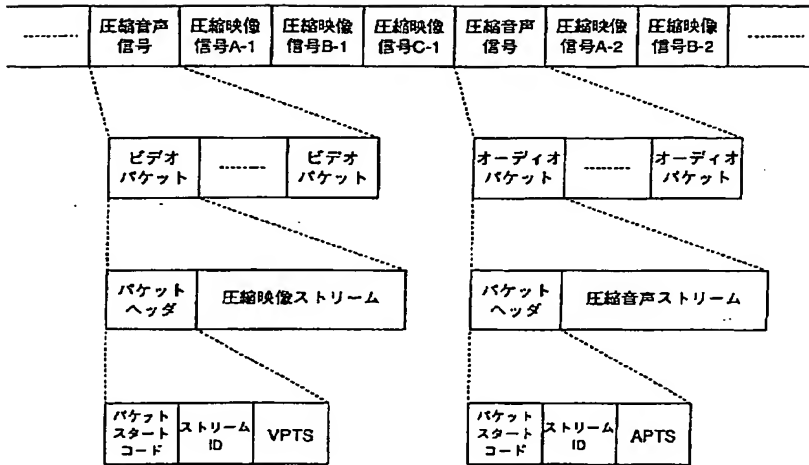 圧縮音声
信号
圧縮映像
信号A-1
圧縮映像
信号B-1
圧縮映像
信号C-1
圧縮音声
信号
圧縮映像
信号A-2
圧縮映像
信号B-2
ビデオ
パケット
ビデオ
パケット
オーディオ
パケット
オーディオ
パケット
パケット
ヘッダ
圧縮映像ストリーム
パケット
ヘッダ
圧縮音声ストリーム
パケット
スタート
コード
ストリーム
ID
VPTS
パケット
スタート
コード
ストリーム
ID
APTS